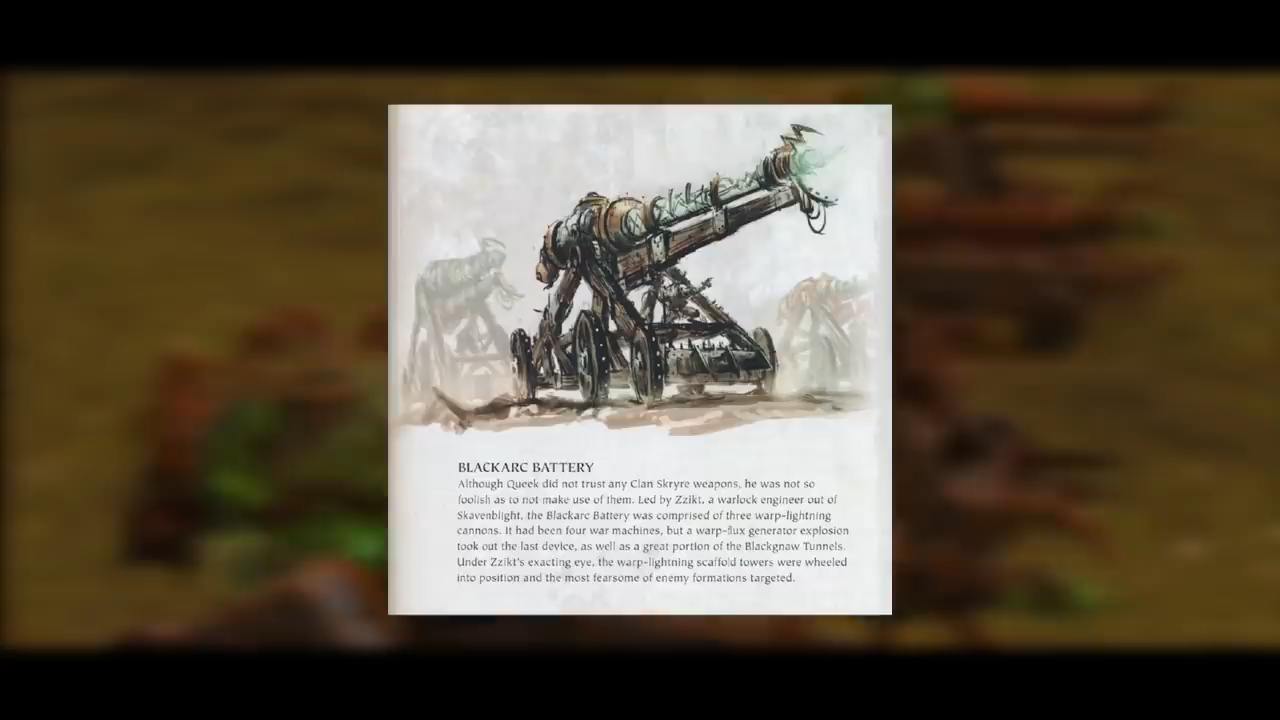 BLACKARC BATTERY
Although Queek did not trust any Clan Skryre weapons, he was not so
foolish as to not make use of them. Led by Zzikt, a warlock engineer out of
Skavenblight, the Blackarc Battery was comprised of three warp-lightning
cannons. It had been four war machines, but a warp-flux generator explosion
took out the last device, as well as a great portion of the Blackgnaw Tunnels.
Under Zzikt's exacting eye, the warp-lightning scaffold towers were wheeled
into position and the most fearsome of enemy formations targeted.